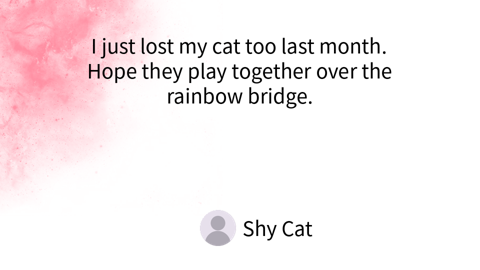 I just lost my cat too last month.
Hope they play together over the
rainbow bridge.
Shy Cat